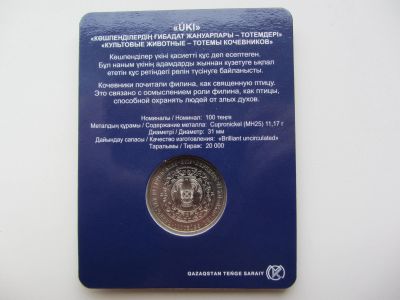 «ÚKI»
«КӨШПЕНДІЛЕРДІҢ ҒИБАДАТ ЖАНУАРЛАРЫ – ТОТЕМДЕРІ»
«КУЛЬТОВЫЕ ЖИВОТНЫЕ – ТОТЕМЫ КОЧЕВНИКОВ»
Көшпенділер үкіні қасиетті құс деп есептеген.
Бұл наным үкінің адамдарды жыннан күзетуге ықпал
ететін құс ретіндегі рөлін түсінуге байланысты.
Кочевники почитали филина, как священную птицу.
Это связано с осмыслением роли филина, как птицы,
способной охранять людей от злых духов.
Номиналы / Номинал: 100 теңге
Металдың құрамы / Содержание металла: Cupronickel (МН25) 11,17 г
Диаметрі / Диаметр: 31 мм
Дайындау сапасы / Качество изготовления: «Brilliant uncirculated»
Таралымы / Тираж: 20 000
QAZAQSTAN TEŃGE SARAIY